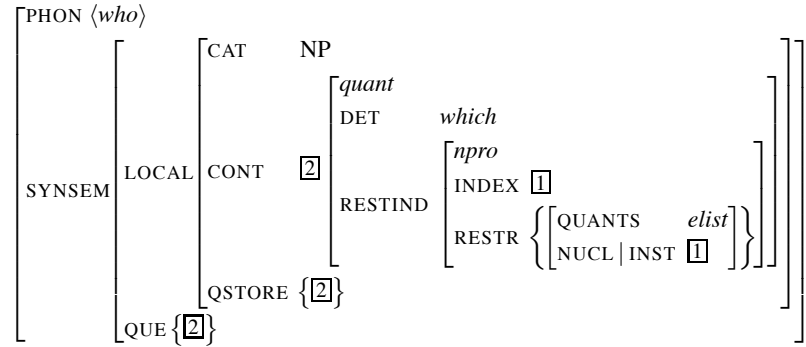 PHON ⟨who⟩
CAT NP
quant
DET which
npro
LOCAL CONT 2
INDEX 1
SYNSEM
RESTIND
QUANTS elist
RESTR
NUCL | INST 1
QSTORE {2}
QUE {2}